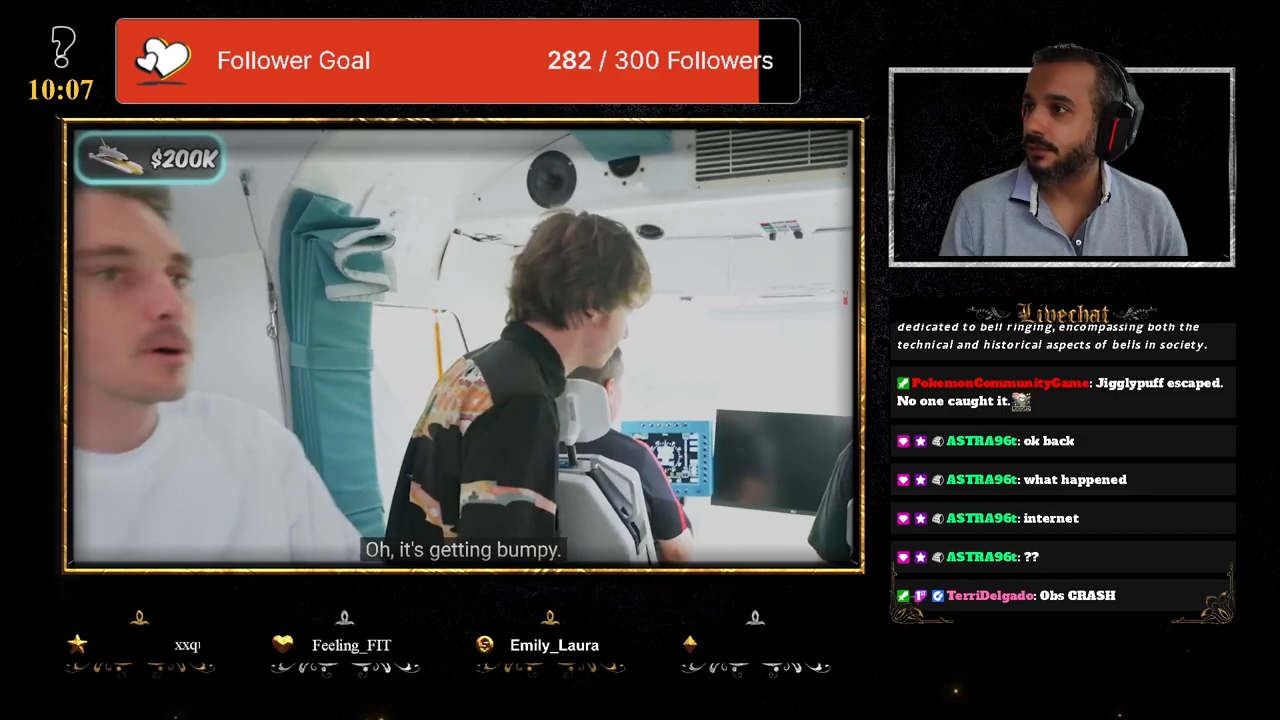 ?
10:07
Follower Goal
282 / 300 Followers
$200K
Oh, it's getting bumpy.
Livechat
dedicated to bell ringing, encompassing both the
technical and historical aspects of bells in society.
PokemonCommunityGame: Jigglypuff escaped.
No one caught it.
ASTRA96t: ok back
ASTRA96t: what happened
ASTRA96t: internet
ASTRA96t: ??
TerriDelgado: Obs CRASH
Feeling_FIT
Emily_Laura